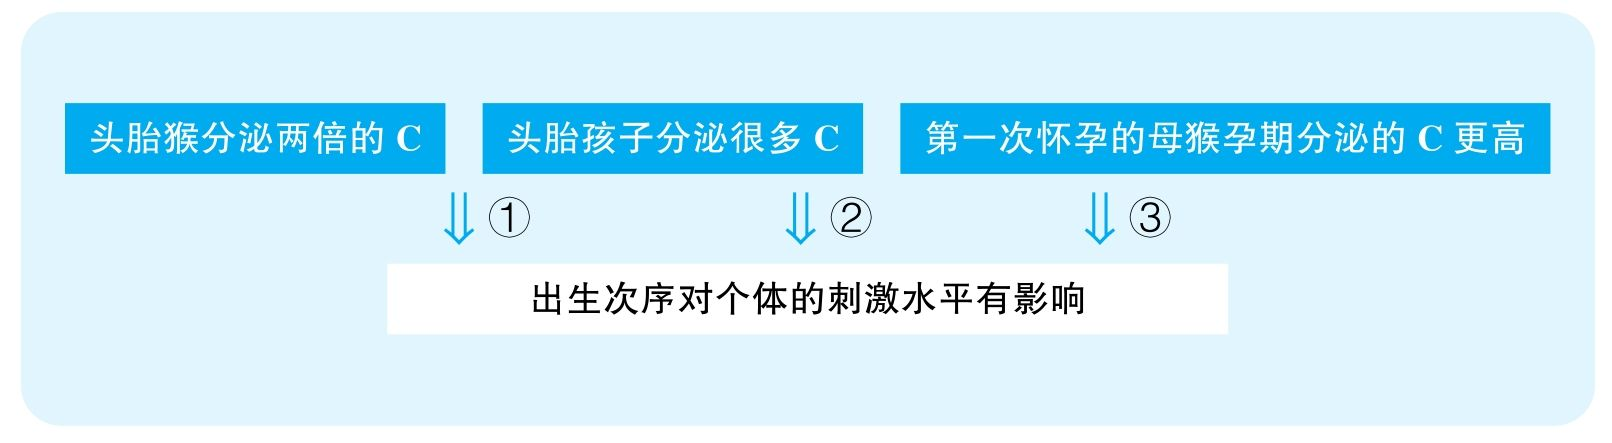 头胎猴分泌两倍的 C
头胎孩子分泌很多 C
第一次怀孕的母猴孕期分泌的 C 更高
①
②
③
出生次序对个体的刺激水平有影响